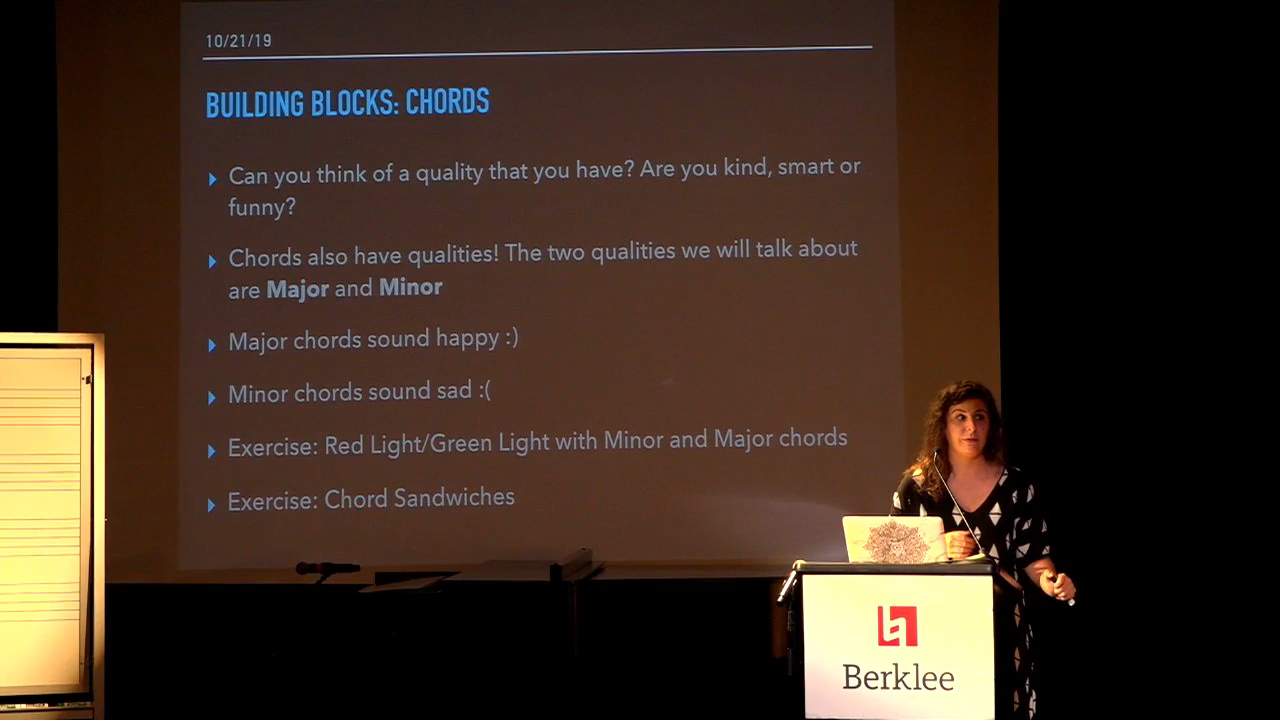 10/21/19
BUILDING BLOCKS: CHORDS
Can you think of a quality that you have? Are you kind, smart or
funny?
Chords also have qualities! The two qualities we will talk about
are Major and Minor
Major chords sound happy :)
Minor chords sound sad :(
Exercise: Red Light/Green Light with Minor and Major chords
Exercise: Chord Sandwiches
Berklee